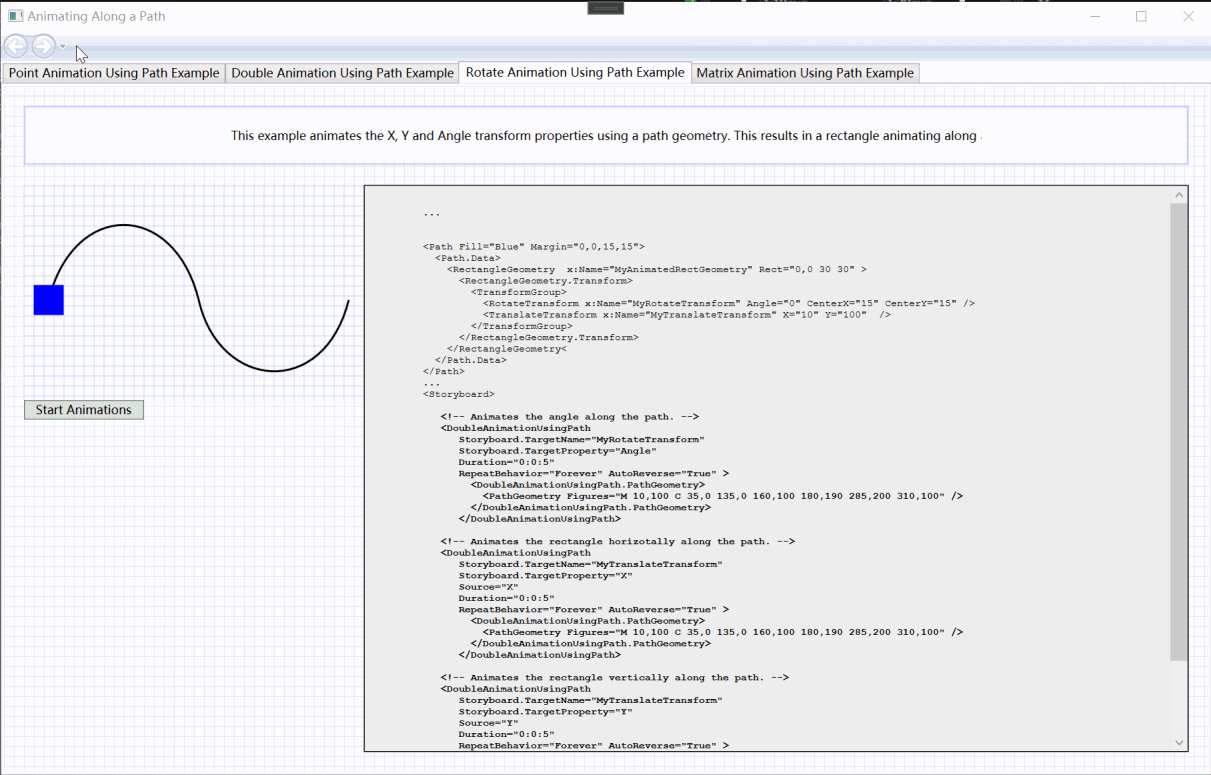 Animating Along a Path
Point Animation Using Path Example
Double Animation Using Path Example
Rotate Animation Using Path Example
Matrix Animation Using Path Example
This example animates the X, Y and Angle transform properties using a path geometry. This results in a rectangle animating along
Start Animations
...
<Path Fill="Blue" Margin="0,0,15,15">
<Path.Data>
<RectangleGeometry  x:Name="MyAnimatedRectGeometry" Rect="0,0 30 30" >
<RectangleGeometry.Transform>
<TransformGroup>
<RotateTransform x:Name="MyRotateTransform" Angle="0" CenterX="15" CenterY="15" />
<TranslateTransform x:Name="MyTranslateTransform" X="10" Y="100"  />
</TransformGroup>
</RectangleGeometry.Transform>
</RectangleGeometry<
</Path.Data>
</Path>
...
<Storyboard>
<!-- Animates the angle along the path. -->
<DoubleAnimationUsingPath
Storyboard.TargetName="MyRotateTransform"
Storyboard.TargetProperty="Angle"
Duration="0:0:5"
RepeatBehavior="Forever" AutoReverse="True" >
<DoubleAnimationUsingPath.PathGeometry>
<PathGeometry Figures="M 10,100 C 35,0 135,0 160,100 180,190 285,200 310,100" />
</DoubleAnimationUsingPath.PathGeometry>
</DoubleAnimationUsingPath>
<!-- Animates the rectangle horizotally along the path. -->
<DoubleAnimationUsingPath
Storyboard.TargetName="MyTranslateTransform"
Storyboard.TargetProperty="X"
Source="X"
Duration="0:0:5"
RepeatBehavior="Forever" AutoReverse="True" >
<DoubleAnimationUsingPath.PathGeometry>
<PathGeometry Figures="M 10,100 C 35,0 135,0 160,100 180,190 285,200 310,100" />
</DoubleAnimationUsingPath.PathGeometry>
</DoubleAnimationUsingPath>
<!-- Animates the rectangle vertically along the path. -->
<DoubleAnimationUsingPath
Storyboard.TargetName="MyTranslateTransform"
Storyboard.TargetProperty="Y"
Source="Y"
Duration="0:0:5"
RepeatBehavior="Forever" AutoReverse="True" >